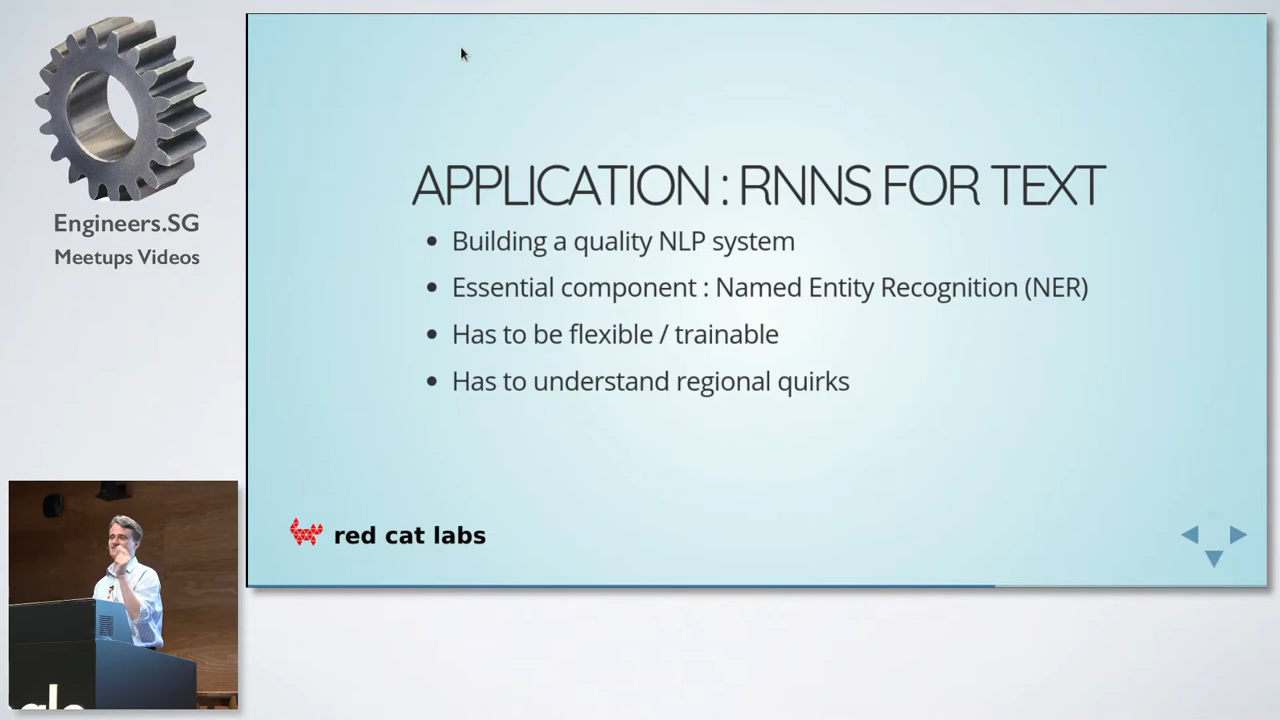 Engineers.SG
Meetups Videos
APPLICATION : RNNS FOR TEXT
Building a quality NLP system
Essential component : Named Entity Recognition (NER)
Has to be flexible / trainable
Has to understand regional quirks
red cat labs